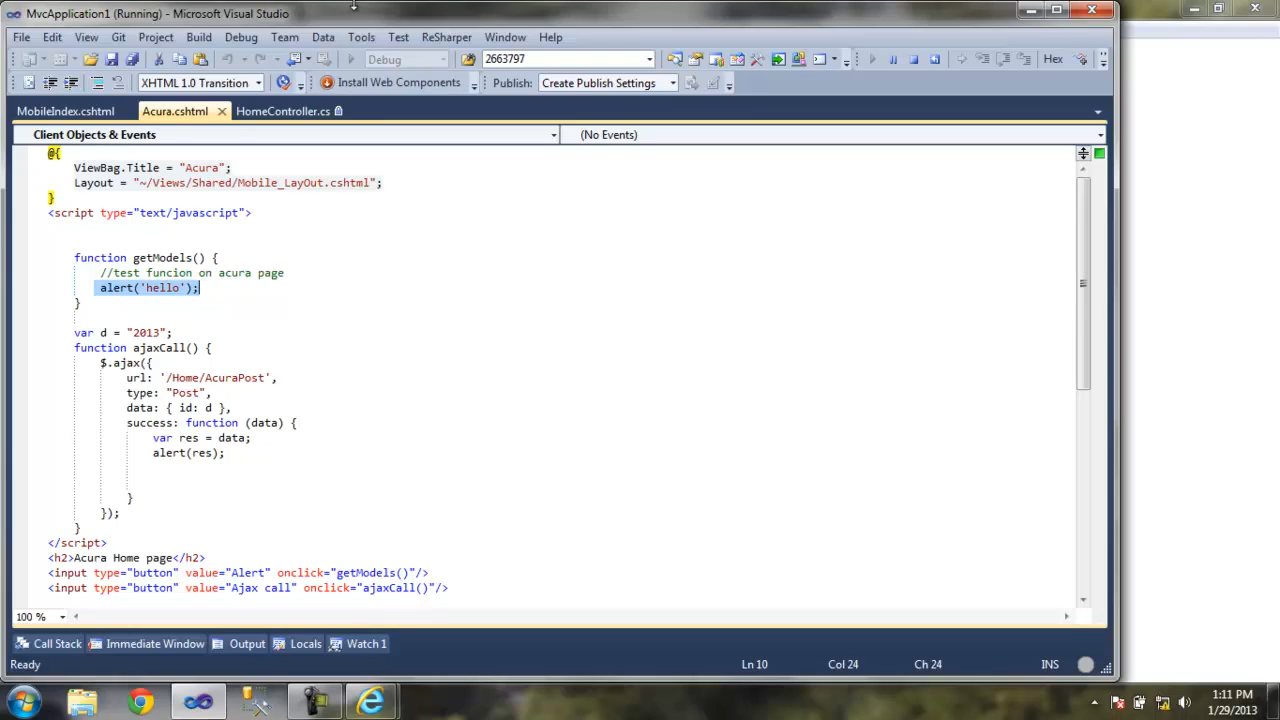 MvcApplication1 (Running) - Microsoft Visual Studio
File Edit View Git Project Build Debug Team Data Tools Test ReSharper Window Help
Debug 2663797 Hex
XHTML 1.0 Transition Install Web Components Publish: Create Publish Settings
MobileIndex.cshtml Acura.cshtml HomeController.cs
Client Objects & Events (No Events)
@{
ViewBag.Title = "Acura";
Layout = "~/Views/Shared/Mobile_LayOut.cshtml";
}
<script type="text/javascript">
function getModels() {
//test funcion on acura page
alert('hello');
}
var d = "2013";
function ajaxCall() {
$.ajax({
url: '/Home/AcuraPost',
type: "Post",
data: { id: d },
success: function (data) {
var res = data;
alert(res);
}
});
}
</script>
<h2>Acura Home page</h2>
<input type="button" value="Alert" onclick="getModels()"/>
<input type="button" value="Ajax call" onclick="ajaxCall()"/>
100 %
Call Stack Immediate Window Output Locals Watch 1
Ready Ln 10 Col 24 Ch 24 INS
1:11 PM
1/29/2013